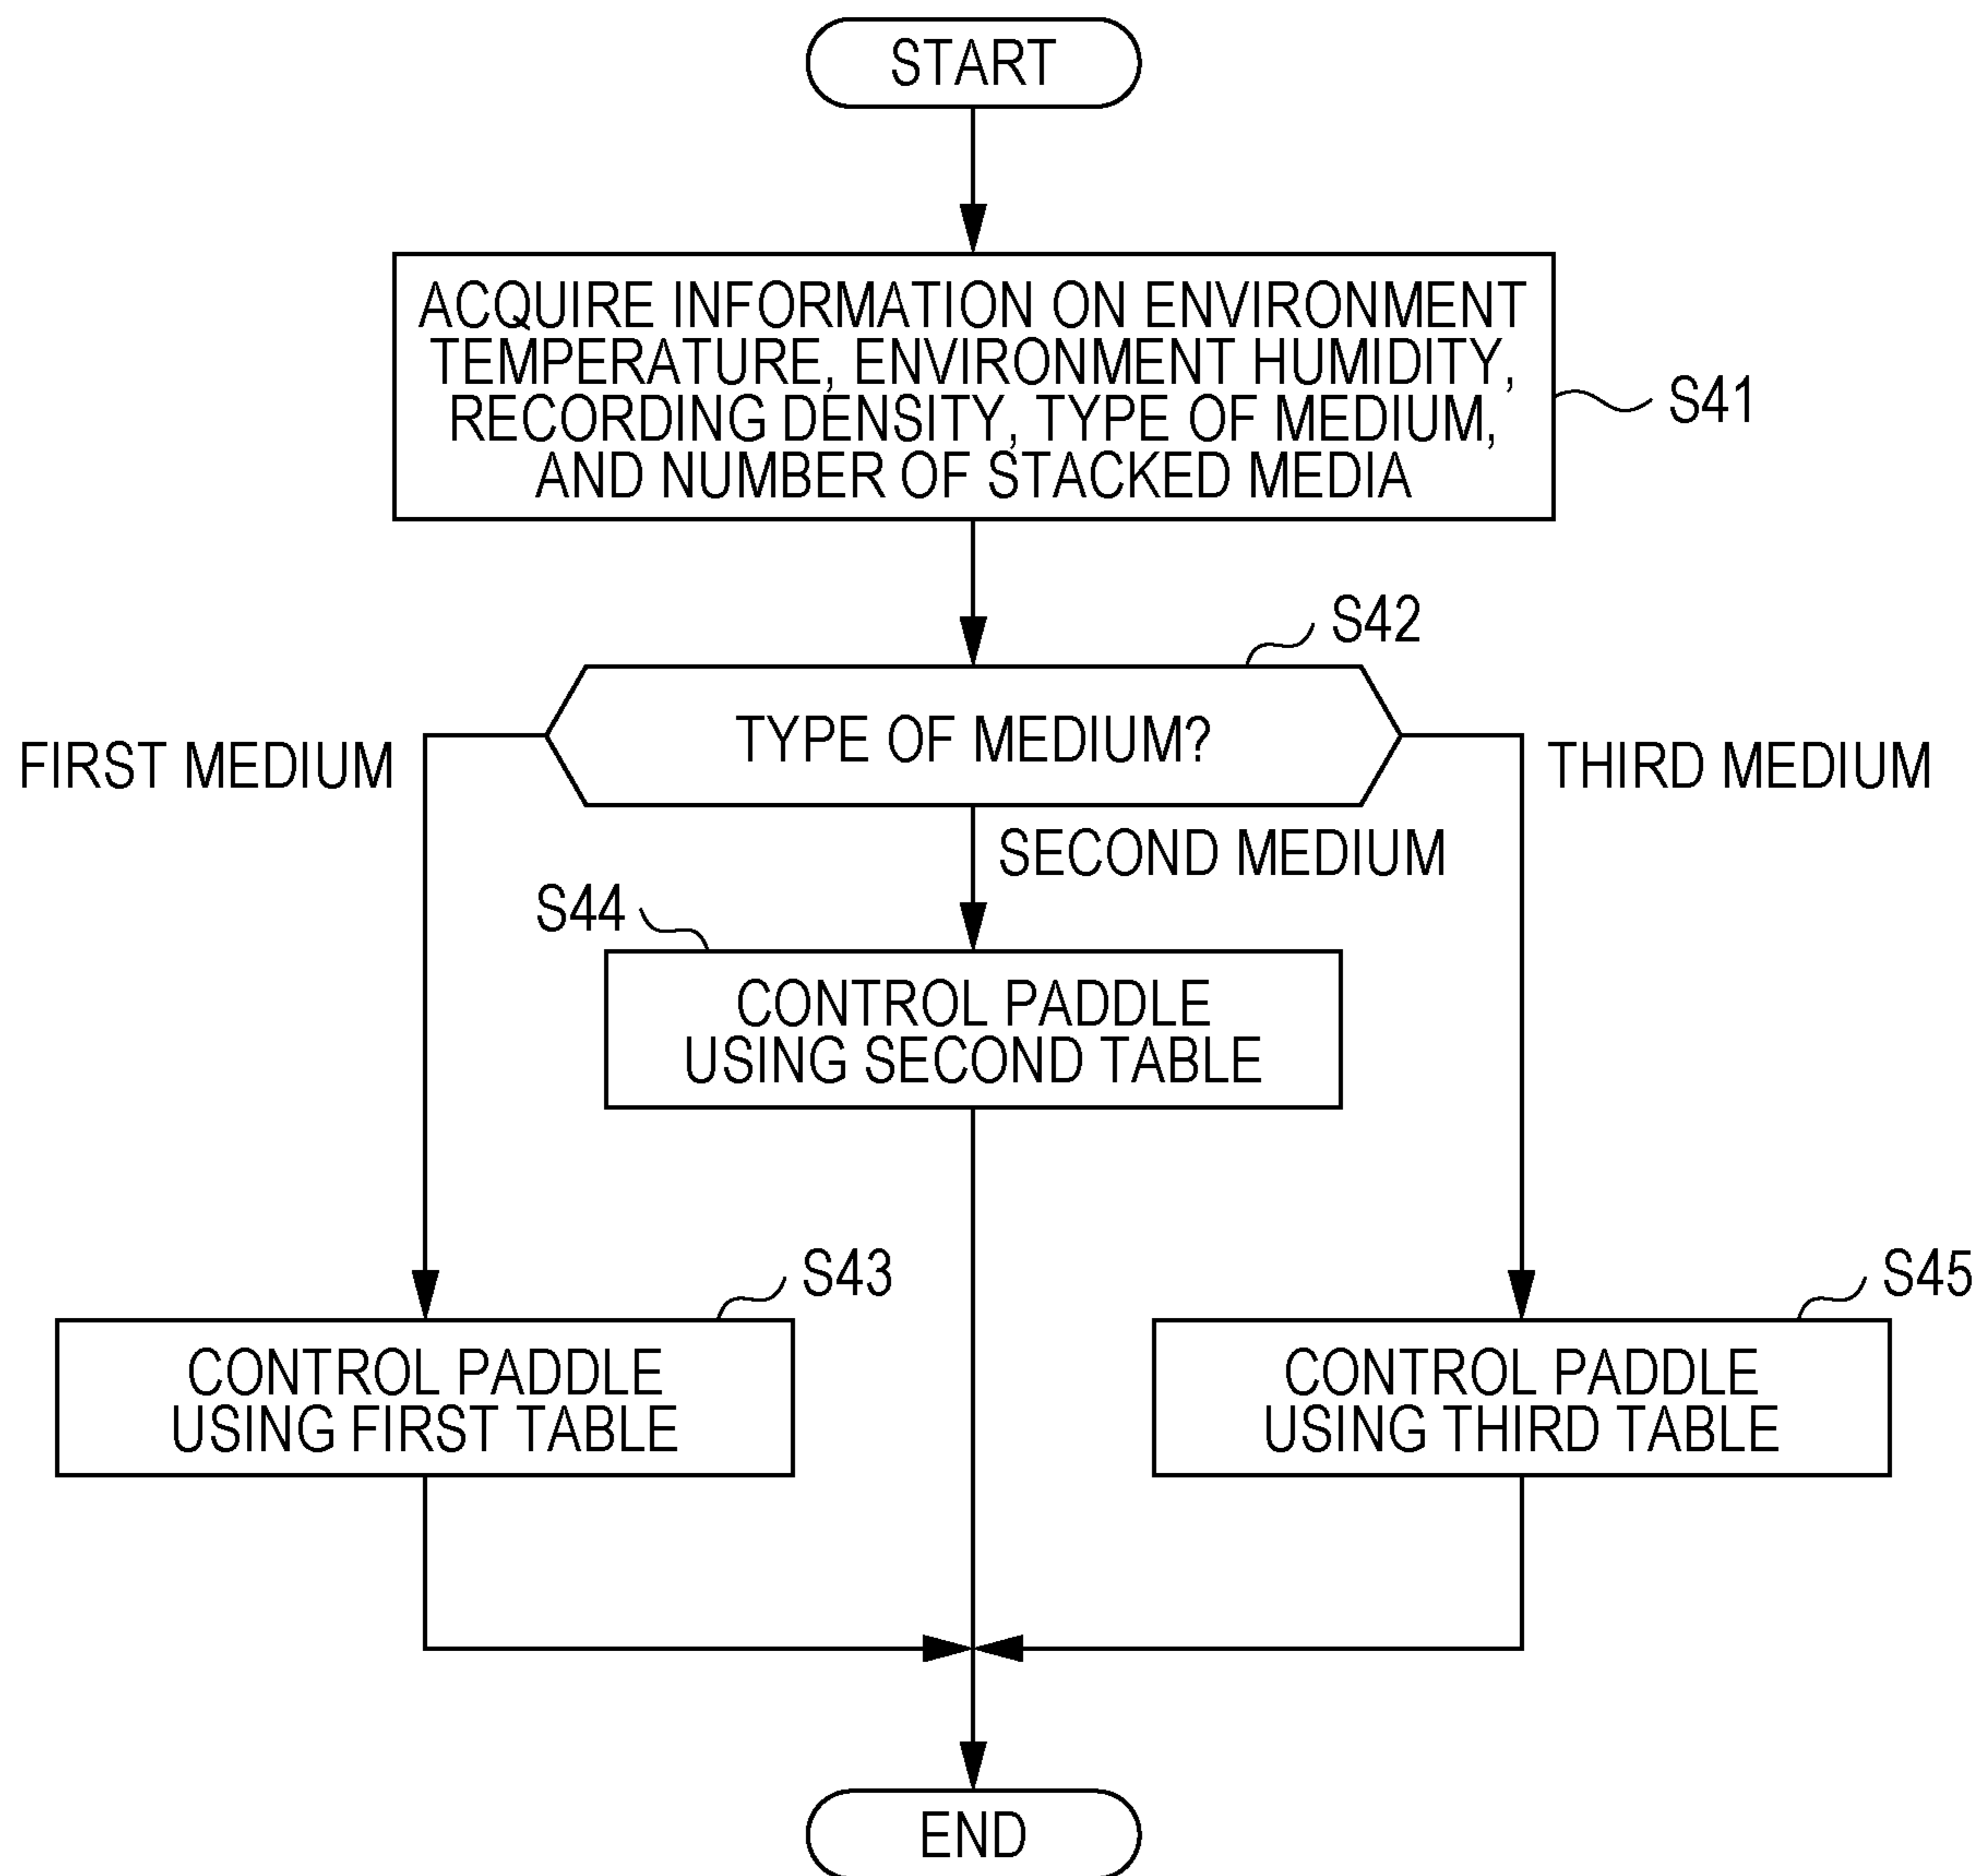 START
ACQUIRE INFORMATION ON ENVIRONMENT
TEMPERATURE, ENVIRONMENT HUMIDITY,
RECORDING DENSITY, TYPE OF MEDIUM,
AND NUMBER OF STACKED MEDIA
S41
S42
TYPE OF MEDIUM?
FIRST MEDIUM
THIRD MEDIUM
SECOND MEDIUM
S44
CONTROL PADDLE
USING SECOND TABLE
S43
CONTROL PADDLE
USING FIRST TABLE
S45
CONTROL PADDLE
USING THIRD TABLE
END